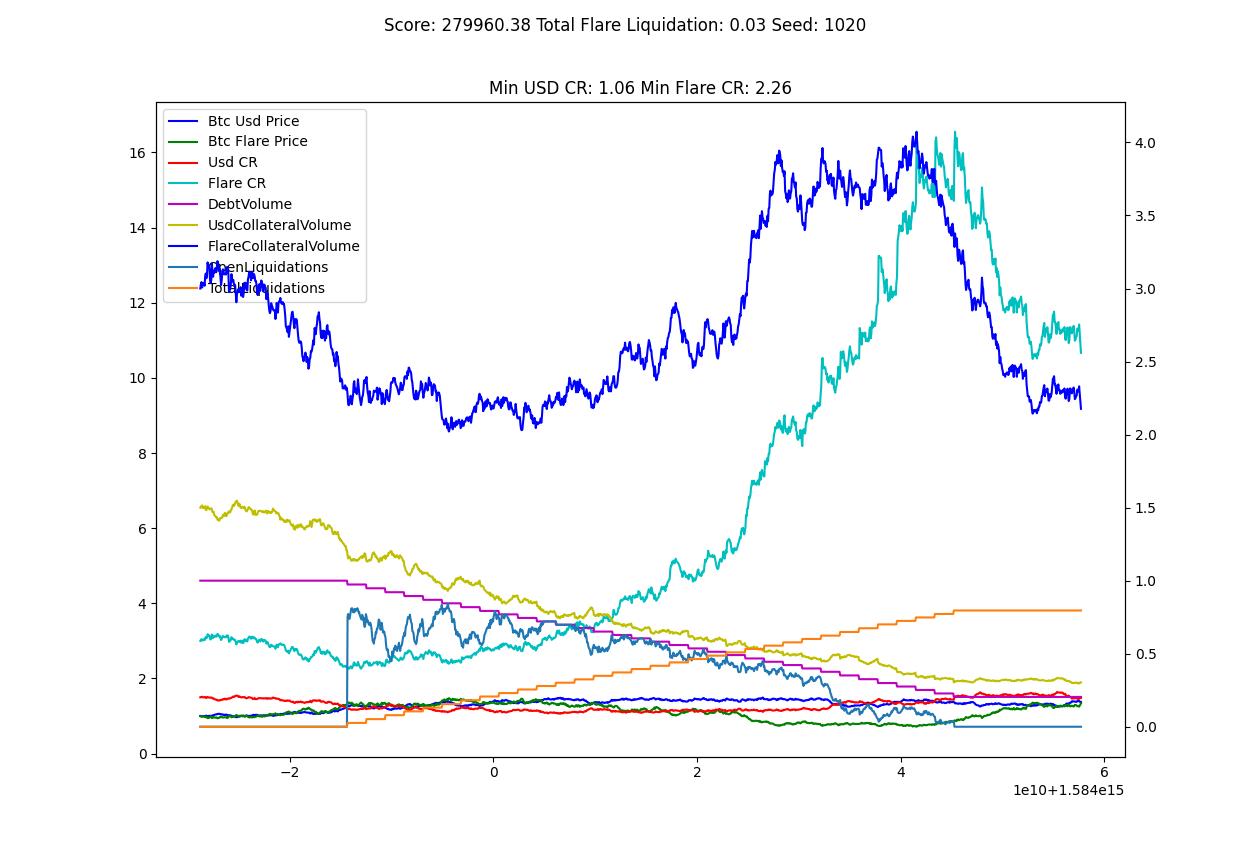 Score: 279960.38 Total Flare Liquidation: 0.03 Seed: 1020
Min USD CR: 1.06 Min Flare CR: 2.26
Btc Usd Price
Btc Flare Price
Usd CR
Flare CR
DebtVolume
UsdCollateralVolume
FlareCollateralVolume
OpenLiquidations
TotalLiquidations
16
14
12
10
8
6
4
2
0
4.0
3.5
3.0
2.5
2.0
1.5
1.0
0.5
0.0
−2
0
2
4
6
1e10+1.584e15